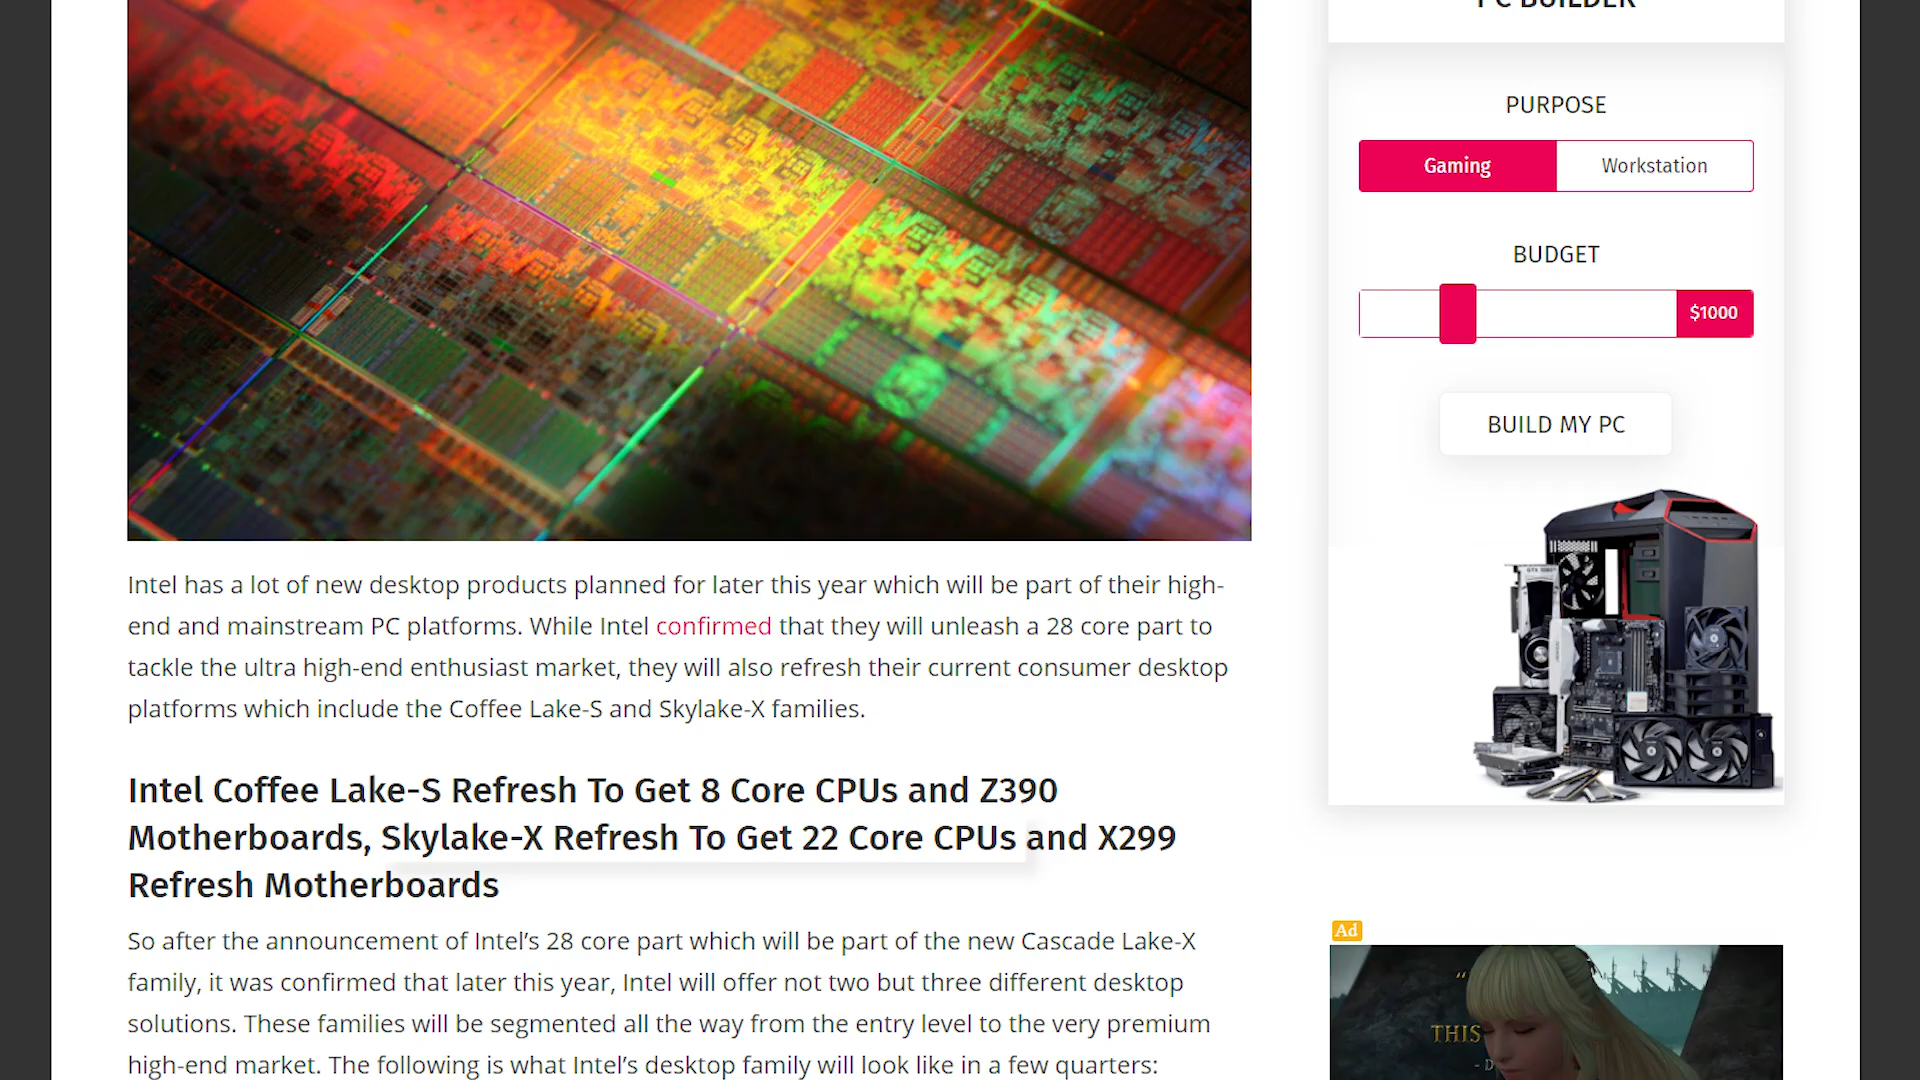 PC BUILDER
PURPOSE
Gaming
Workstation
BUDGET
$1000
BUILD MY PC
Intel has a lot of new desktop products planned for later this year which will be part of their high-
end and mainstream PC platforms. While Intel confirmed that they will unleash a 28 core part to
tackle the ultra high-end enthusiast market, they will also refresh their current consumer desktop
platforms which include the Coffee Lake-S and Skylake-X families.
Intel Coffee Lake-S Refresh To Get 8 Core CPUs and Z390
Motherboards, Skylake-X Refresh To Get 22 Core CPUs and X299
Refresh Motherboards
So after the announcement of Intel’s 28 core part which will be part of the new Cascade Lake-X
family, it was confirmed that later this year, Intel will offer not two but three different desktop
solutions. These families will be segmented all the way from the entry level to the very premium
high-end market. The following is what Intel’s desktop family will look like in a few quarters:
Ad
“
THIS
- D